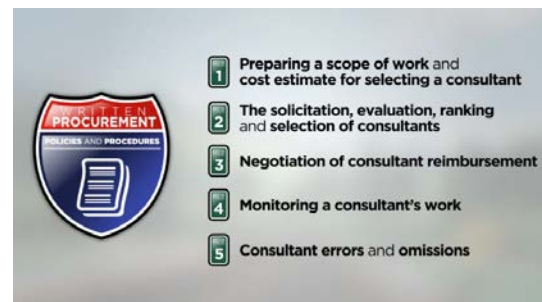 WRITTEN
PROCUREMENT
POLICIES AND PROCEDURES
1
Preparing a scope of work and
cost estimate for selecting a consultant
2
The solicitation, evaluation, ranking
and selection of consultants
3
Negotiation of consultant reimbursement
4
Monitoring a consultant's work
5
Consultant errors and omissions